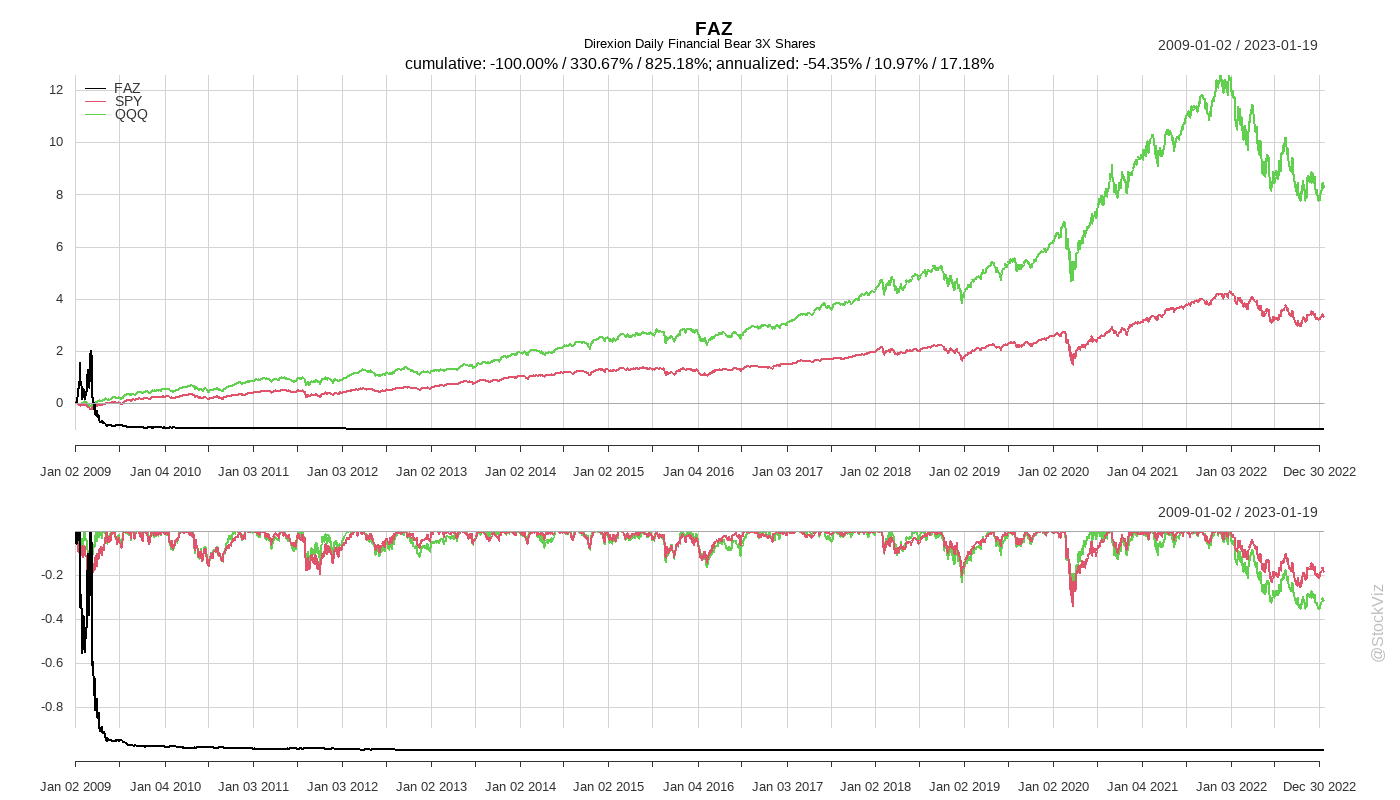 FAZ
Direxion Daily Financial Bear 3X Shares
2009-01-02 / 2023-01-19
cumulative: -100.00% / 330.67% / 825.18%; annualized: -54.35% / 10.97% / 17.18%
FAZ
SPY
QQQ
12
10
8
6
4
2
0
Jan 02 2009 Jan 04 2010 Jan 03 2011 Jan 03 2012 Jan 02 2013 Jan 02 2014 Jan 02 2015 Jan 04 2016 Jan 03 2017 Jan 02 2018 Jan 02 2019 Jan 02 2020 Jan 04 2021 Jan 03 2022 Dec 30 2022
2009-01-02 / 2023-01-19
-0.2
-0.4
-0.6
-0.8
Jan 02 2009 Jan 04 2010 Jan 03 2011 Jan 03 2012 Jan 02 2013 Jan 02 2014 Jan 02 2015 Jan 04 2016 Jan 03 2017 Jan 02 2018 Jan 02 2019 Jan 02 2020 Jan 04 2021 Jan 03 2022 Dec 30 2022
@StockViz